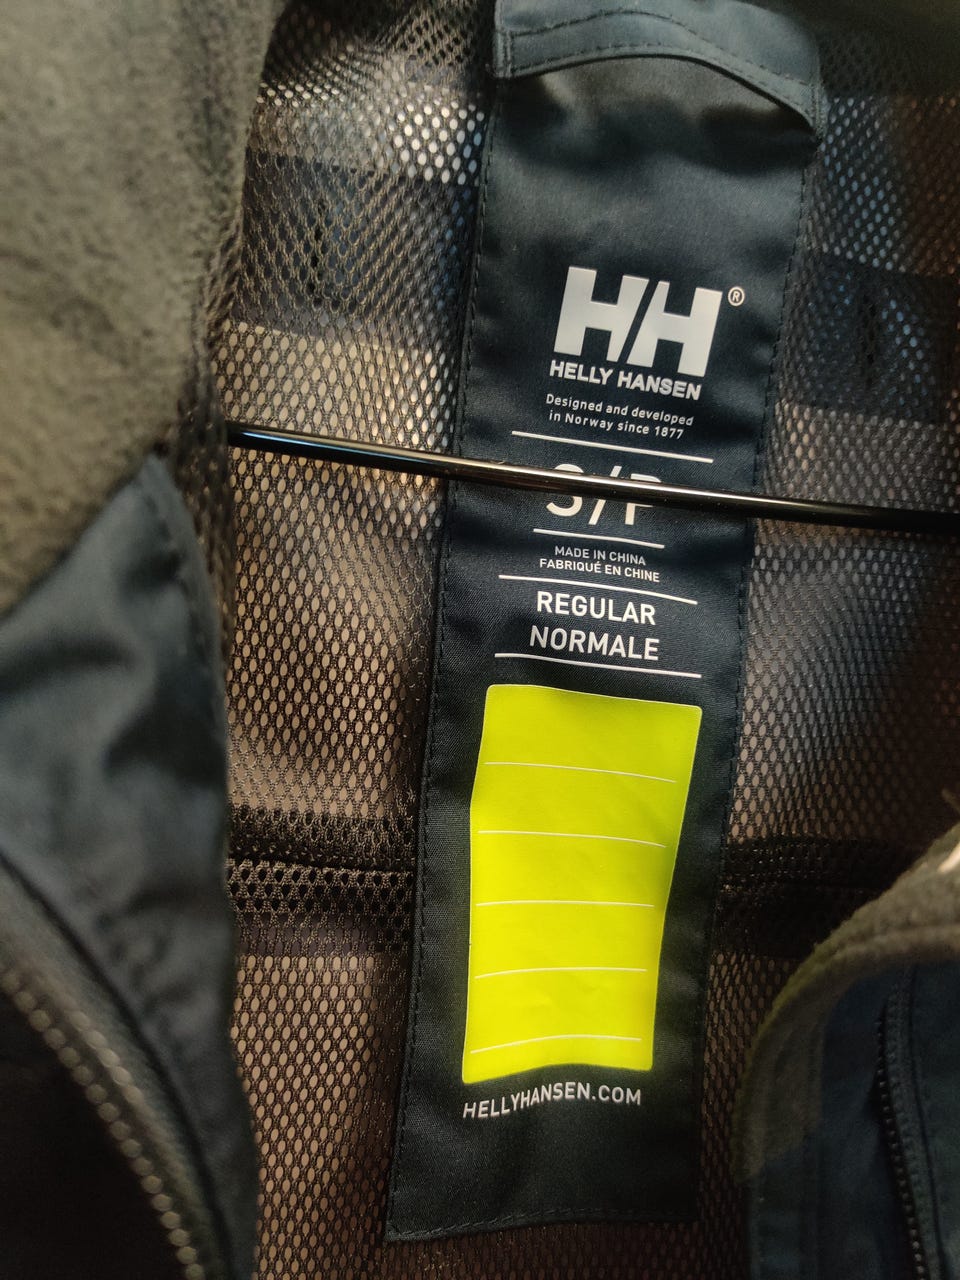 HH®
HELLY HANSEN
Designed and developed
in Norway since 1877
S/P
MADE IN CHINA
FABRIQUÉ EN CHINE
REGULAR
NORMALE
HELLYHANSEN.COM